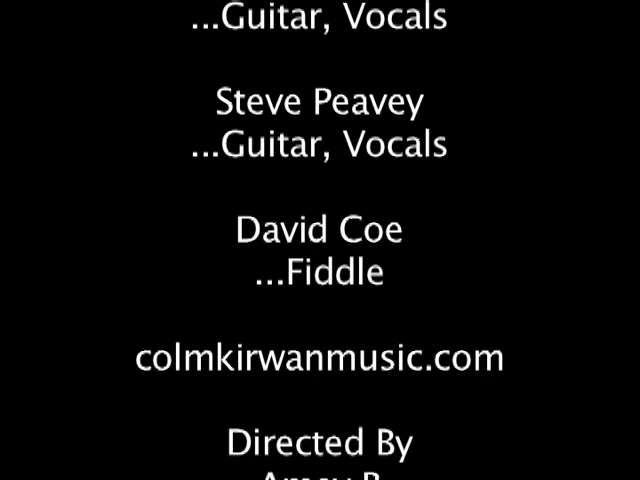 ...Guitar, Vocals
Steve Peavey
...Guitar, Vocals
David Coe
...Fiddle
colmkirwanmusic.com
Directed By